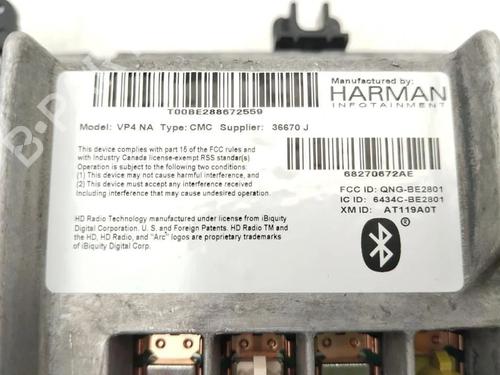 Manufactured by:
HARMAN
INFOTAINMENT
T00BE288672559
Model: VP4 NA Type: CMC Supplier: 36670 J
This device complies with part 15 of the FCC rules and
with Industry Canada license-exempt RSS standar(s)
Operation is subject to the following two conditions:
(1) This device may not cause harmful interference, and
(2) This device must accept interference received
Including interference that may cause undesired operation.
68270672AE
FCC ID: QNG-BE2801
IC ID: 6434C-BE2801
XM ID: AT119A0T
HD Radio Technology manufactured under license from iBiquity
Digital Corporation. U. S. and Foreign Patents. HD Radio TM and
the HD, HD Radio, and "Arc" logos are proprietary trademarks
of iBiquity Digital Corp.